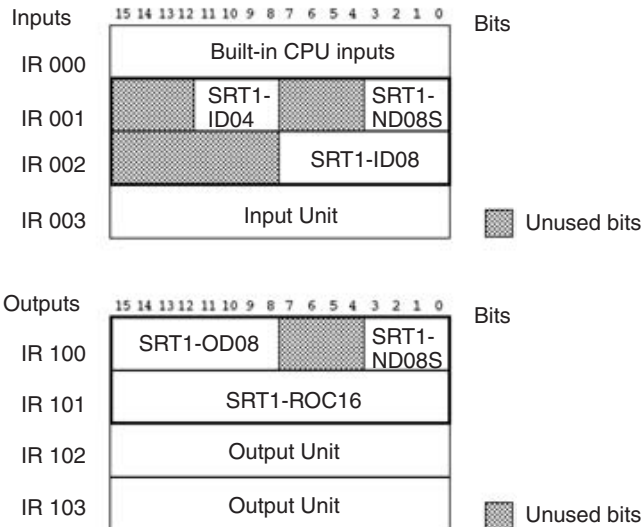 Inputs
15 14 13 12 11 10 9 8 7 6 5 4 3 2 1 0
Bits
IR 000
Built-in CPU inputs
IR 001
SRT1-
ID04
SRT1-
ND08S
IR 002
SRT1-ID08
IR 003
Input Unit
Unused bits
Outputs
15 14 13 12 11 10 9 8 7 6 5 4 3 2 1 0
Bits
IR 100
SRT1-OD08
SRT1-
ND08S
IR 101
SRT1-ROC16
IR 102
Output Unit
IR 103
Output Unit
Unused bits